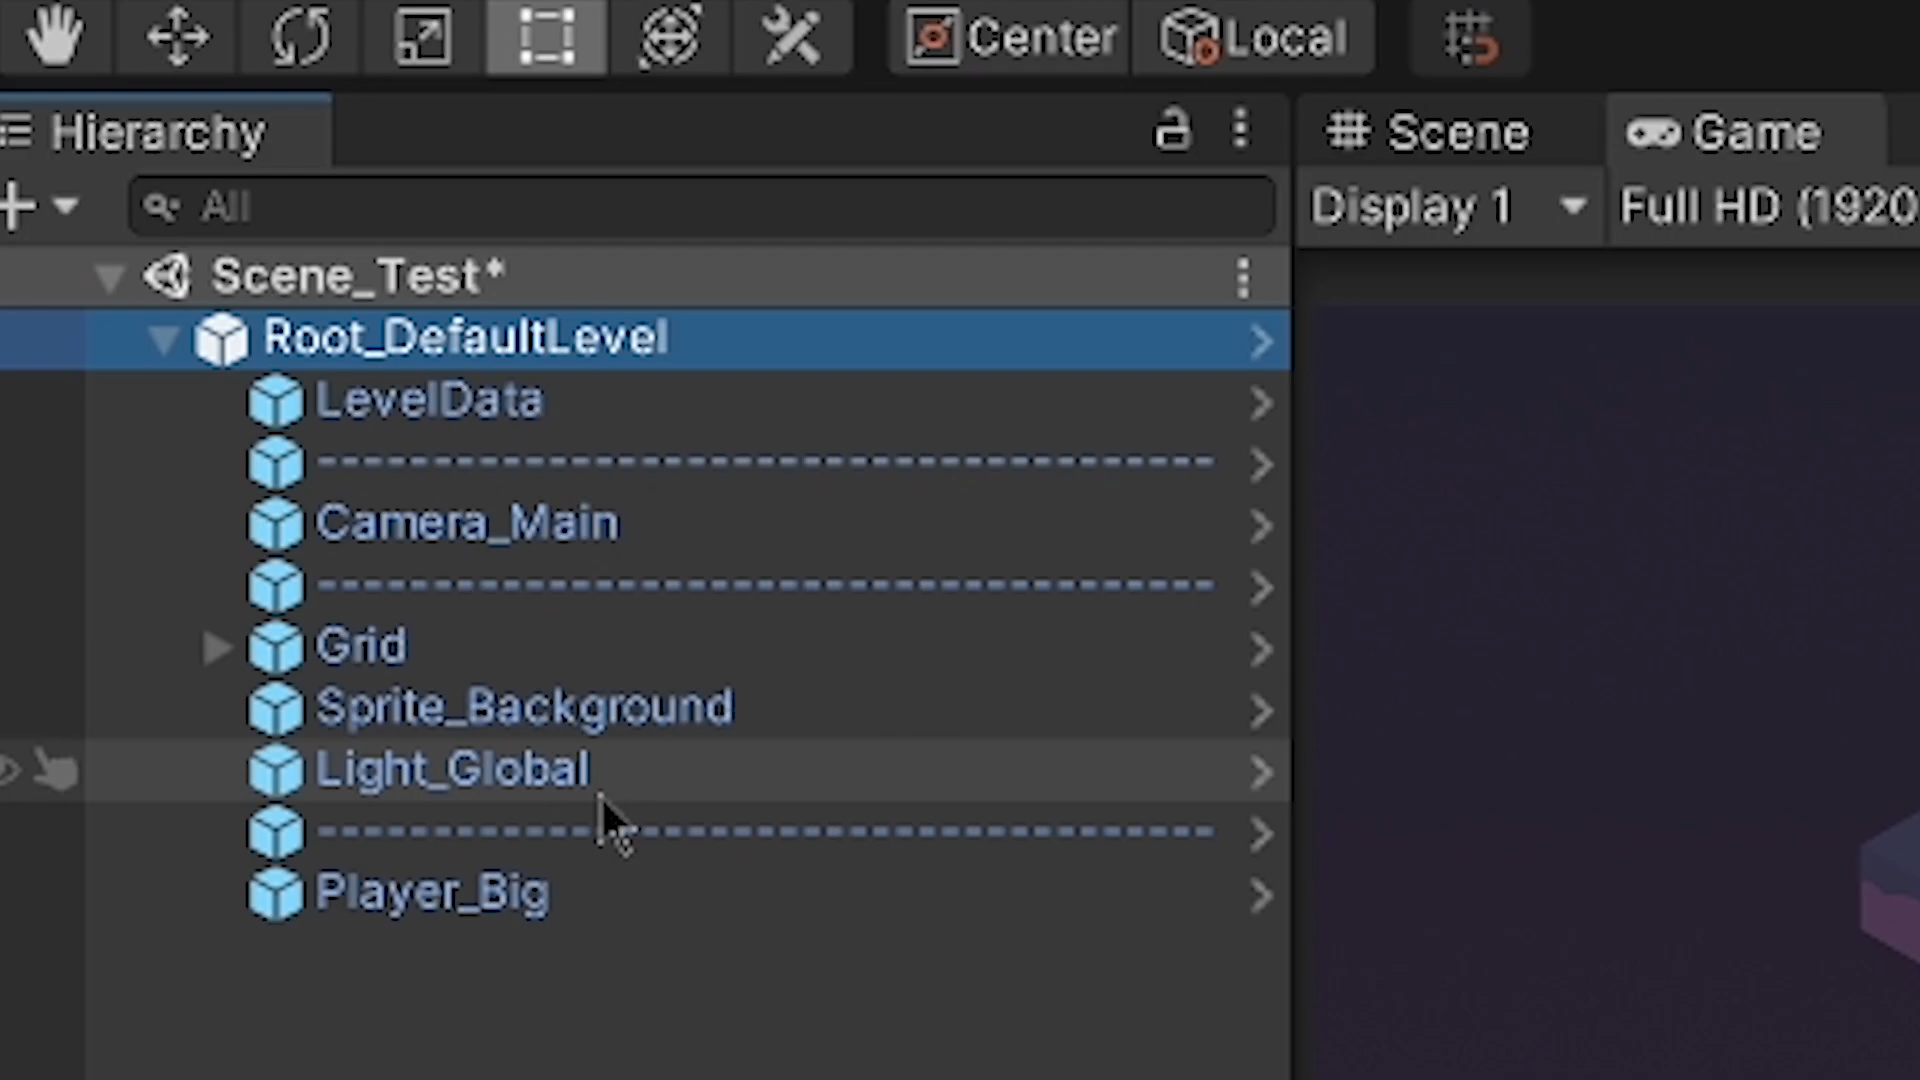 Center Local
Hierarchy
Scene Game
All
Display 1 Full HD (1920
Scene_Test*
Root_DefaultLevel
LevelData
---------------------------------------
Camera_Main
---------------------------------------
Grid
Sprite_Background
Light_Global
---------------------------------------
Player_Big